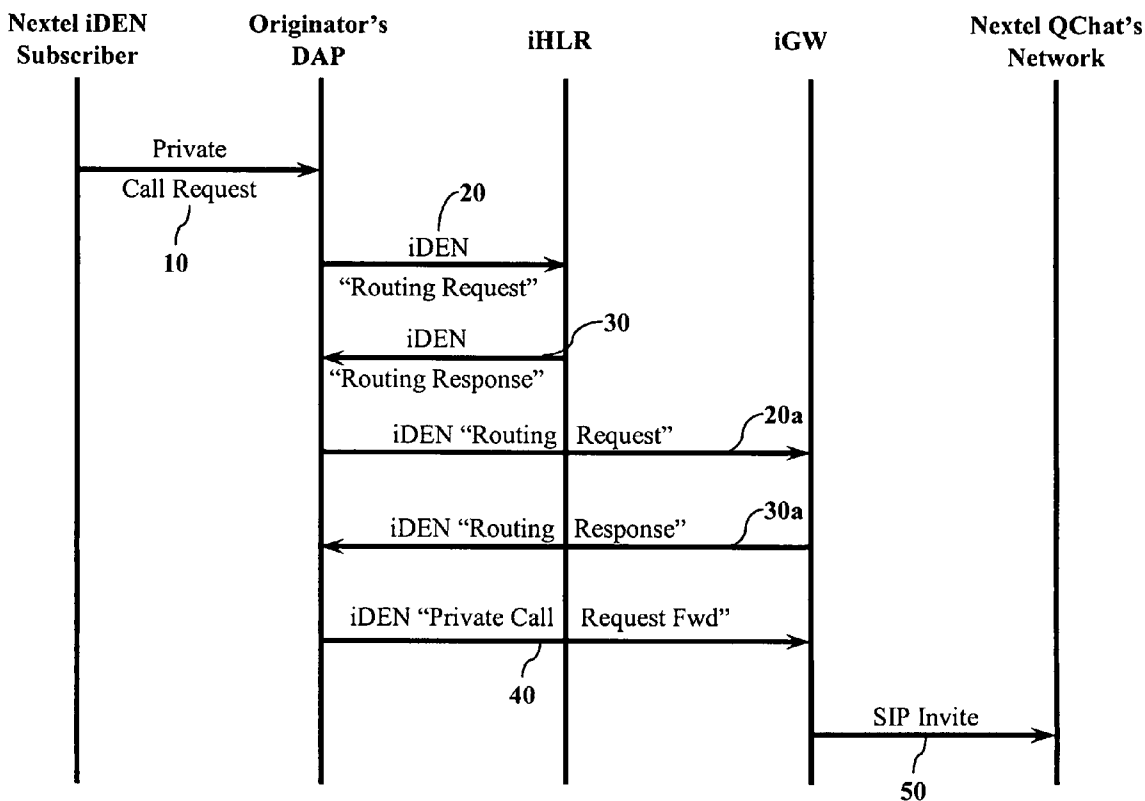 Nextel iDEN
Subscriber
Originator's
DAP
iHLR
iGW
Nextel QChat's
Network
Private
Call Request
10
20
iDEN
“Routing Request”
30
iDEN
“Routing Response”
20a
iDEN “Routing Request”
30a
iDEN “Routing Response”
iDEN “Private Call Request Fwd”
40
SIP Invite
50